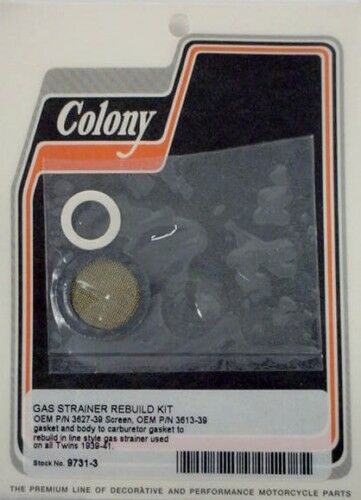 Colony
GAS STRAINER REBUILD KIT
OEM P/N 3627-39 Screen, OEM P/N 3613-39
gasket and body to carburetor gasket to
rebuild in line style gas strainer used
on all Twins 1939-41.
Stock No. 9731-3
THE PREMIUM LINE OF DECORATIVE AND PERFORMANCE MOTORCYCLE PARTS